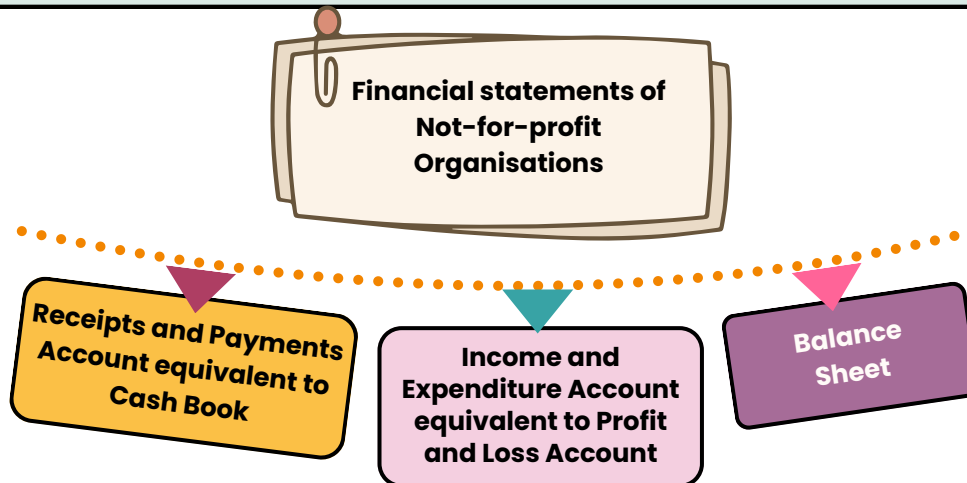 Financial statements of
Not-for-profit
Organisations
Receipts and Payments
Account equivalent to
Cash Book
Income and
Expenditure Account
equivalent to Profit
and Loss Account
Balance
Sheet